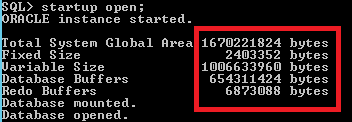 SQL> startup open;
ORACLE instance started.
Total System Global Area 1670221824 bytes
Fixed Size 2403352 bytes
Variable Size 1006633960 bytes
Database Buffers 654311424 bytes
Redo Buffers 6873088 bytes
Database mounted.
Database opened.